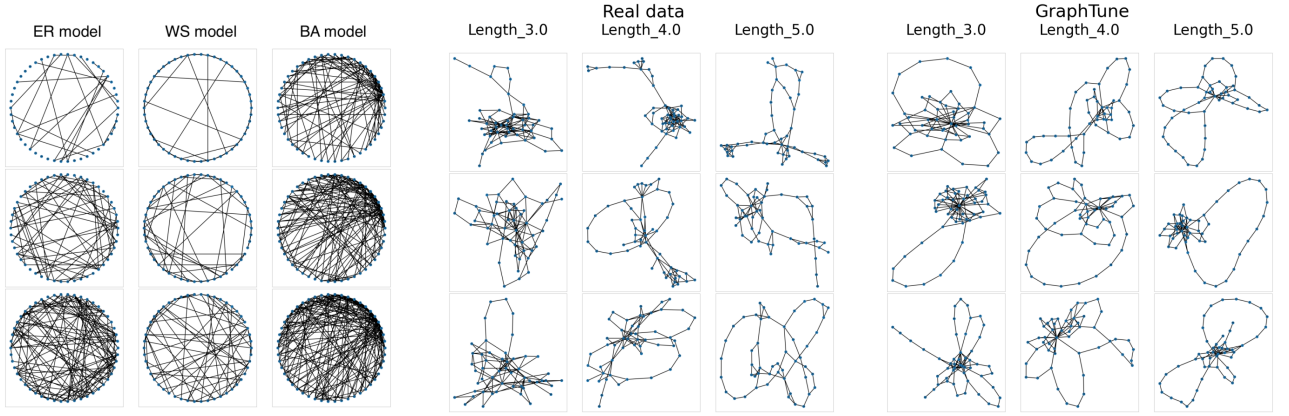 ER model
WS model
BA model
Real data
Length_3.0
Length_4.0
Length_5.0
GraphTune
Length_3.0
Length_4.0
Length_5.0